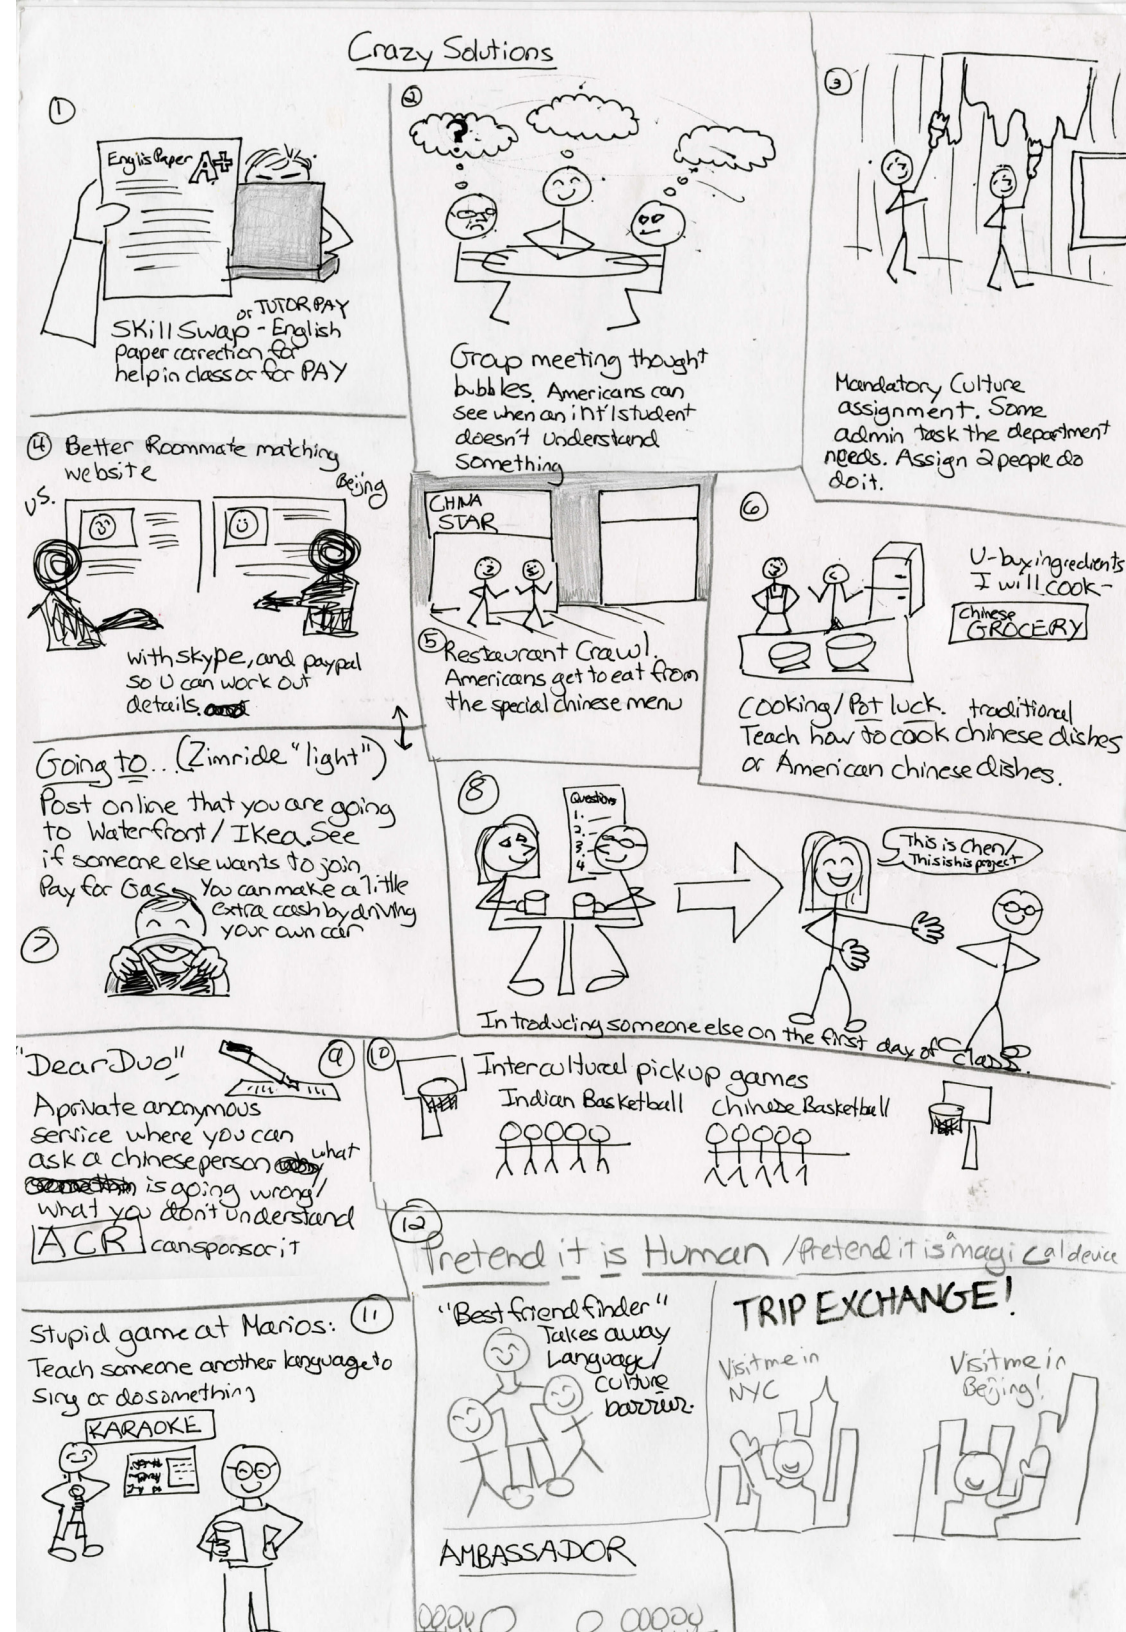 Crazy Solutions
1
Englis Paper A+
or TUTOR PAY
Skill Swap - English
paper correction for
help in class or for PAY
2
?
Group meeting thought
bubbles. Americans can
see when an int'l student
doesn't understand
something
3
Mandatory Culture
assignment. Some
admin task the department
needs. Assign 2 people do
do it.
4 Better Roommate matching
website
US.
Beijing
with skype, and paypal
so U can work out
details
CHINA
STAR
5 Restaurant Crawl.
Americans get to eat from
the special chinese menu
6
U-buy ingredients
I will cook-
Chinese
GROCERY
Cooking/Pot luck. traditional
Teach how to cook chinese dishes
or American chinese dishes.
Going to... (Zimride "light")
Post online that you are going
to Waterfront/Ikea. See
if someone else wants to join
Pay for Gas You can make a little
extra cash by driving
your own car
7
8
Questions
1.
2.
3.
4
This is Chen/
This is his project
Introducing someone else on the first day of class.
"Dear Duo"
9
A private anonymous
service where you can
ask a chinese person what
is going wrong/
what you don't understand
ACR can sponsor it
10
Intercultural pickup games
Indian Basketball Chinese Basketball
11
Stupid game at Marios:
Teach someone another language to
sing or do something
KARAOKE
12
Pretend it is Human /Pretend it is a magical device
"Best friend finder"
Takes away
Language/
culture
barrier.
TRIP EXCHANGE!
Visit me in
NYC
Visit me in
Beijing!
AMBASSADOR